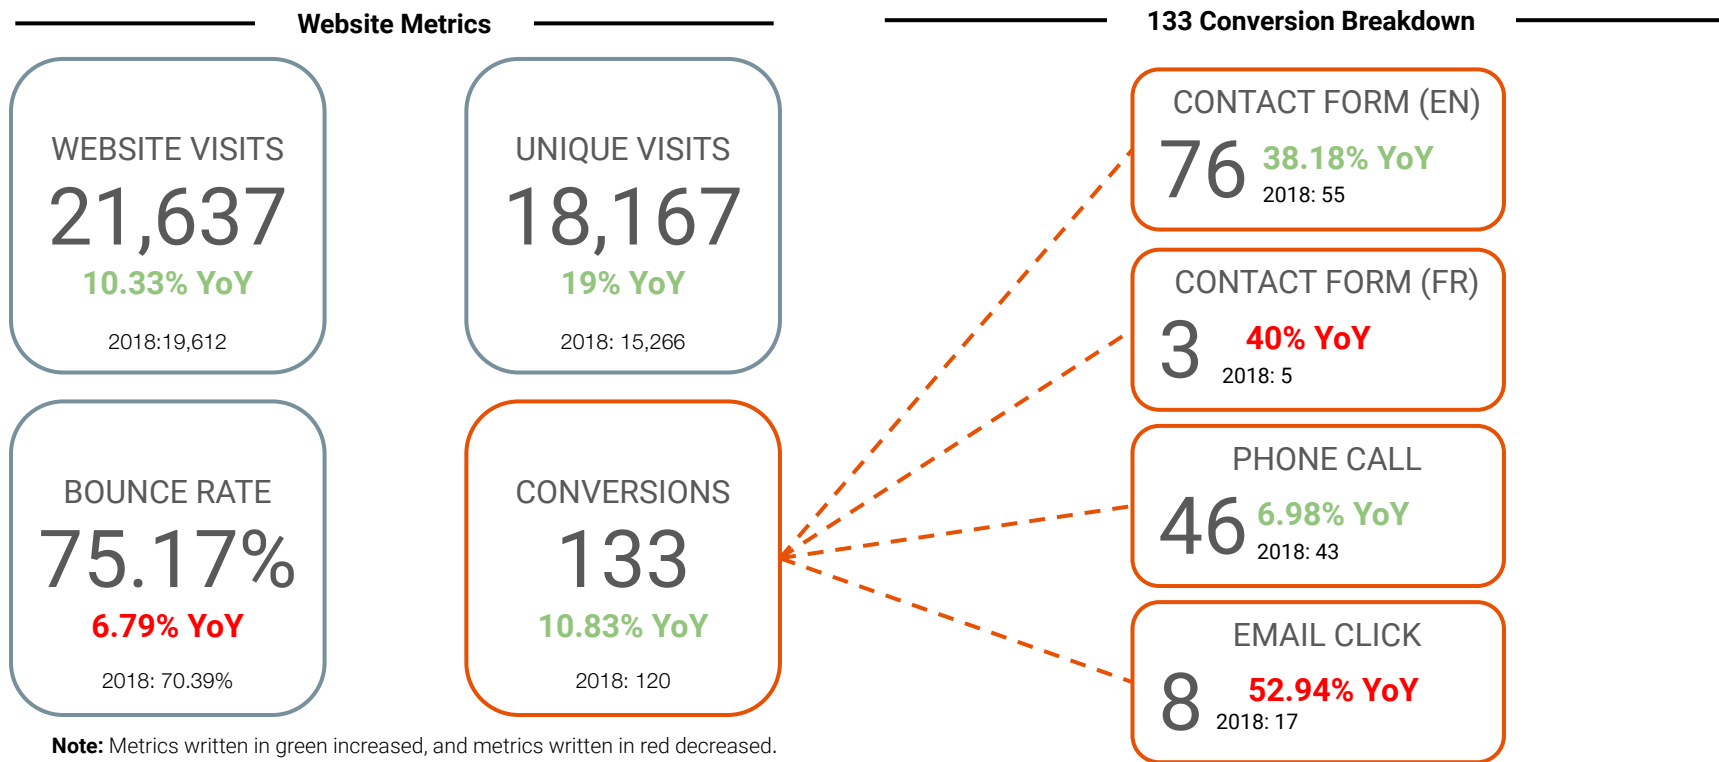 Website Metrics
WEBSITE VISITS
21,637
10.33% YoY
2018:19,612
UNIQUE VISITS
18,167
19% YoY
2018: 15,266
BOUNCE RATE
75.17%
6.79% YoY
2018: 70.39%
CONVERSIONS
133
10.83% YoY
2018: 120
Note: Metrics written in green increased, and metrics written in red decreased.
133 Conversion Breakdown
CONTACT FORM (EN)
76 38.18% YoY
2018: 55
CONTACT FORM (FR)
3 40% YoY
2018: 5
PHONE CALL
46 6.98% YoY
2018: 43
EMAIL CLICK
8 52.94% YoY
2018: 17